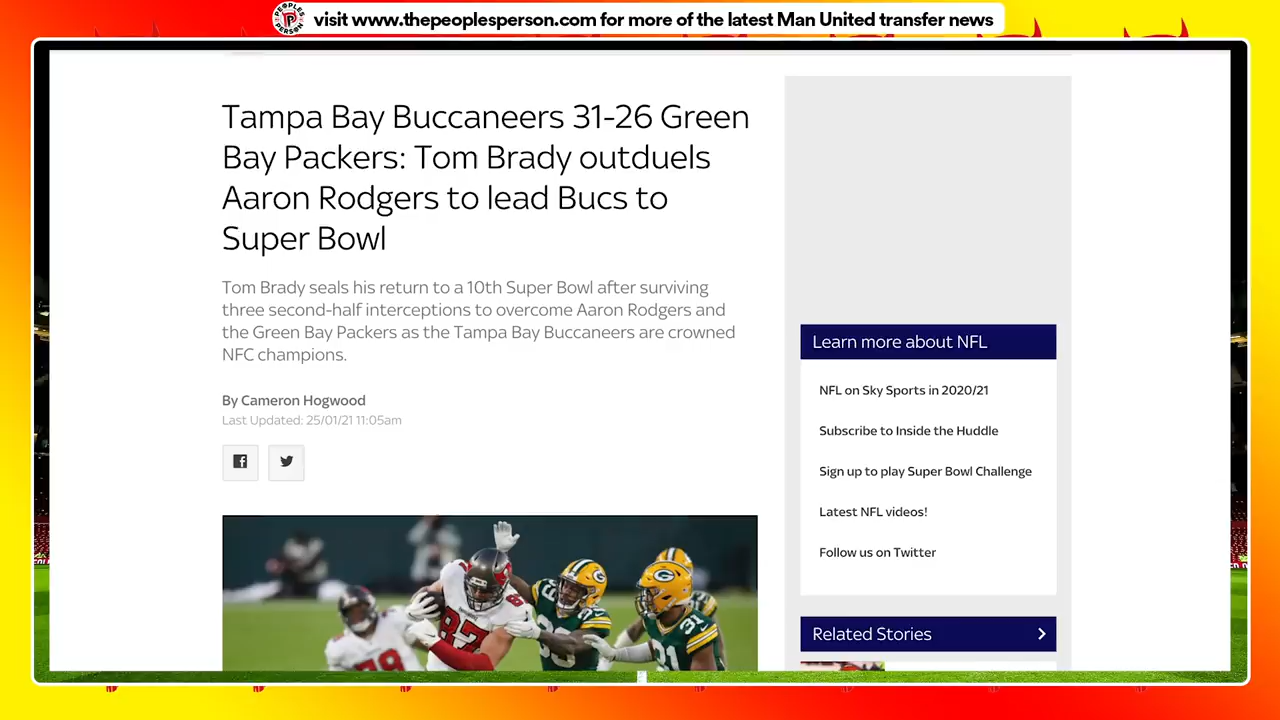 PEOPLES
P
PERSON
visit www.thepeoplesperson.com for more of the latest Man United transfer news
Tampa Bay Buccaneers 31-26 Green
Bay Packers: Tom Brady outduels
Aaron Rodgers to lead Bucs to
Super Bowl
Tom Brady seals his return to a 10th Super Bowl after surviving
three second-half interceptions to overcome Aaron Rodgers and
the Green Bay Packers as the Tampa Bay Buccaneers are crowned
NFC champions.
By Cameron Hogwood
Last Updated: 25/01/21 11:05am
Learn more about NFL
NFL on Sky Sports in 2020/21
Subscribe to Inside the Huddle
Sign up to play Super Bowl Challenge
Latest NFL videos!
Follow us on Twitter
Related Stories
87
G
G
31